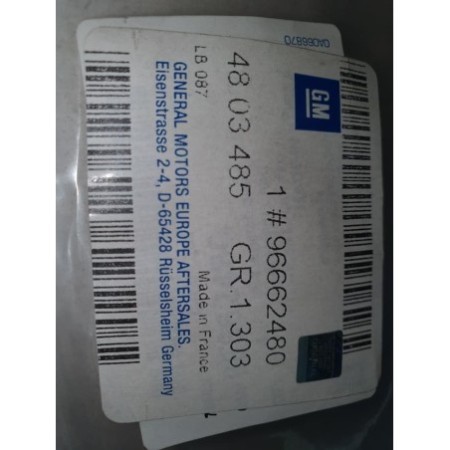 GM
1 # 96662480
48 03 485 GR.1.303
LB 087 Made in France
GENERAL MOTORS EUROPE AFTERSALES.
Eisenstrasse 2-4, D-65428 Rüsselsheim Germany